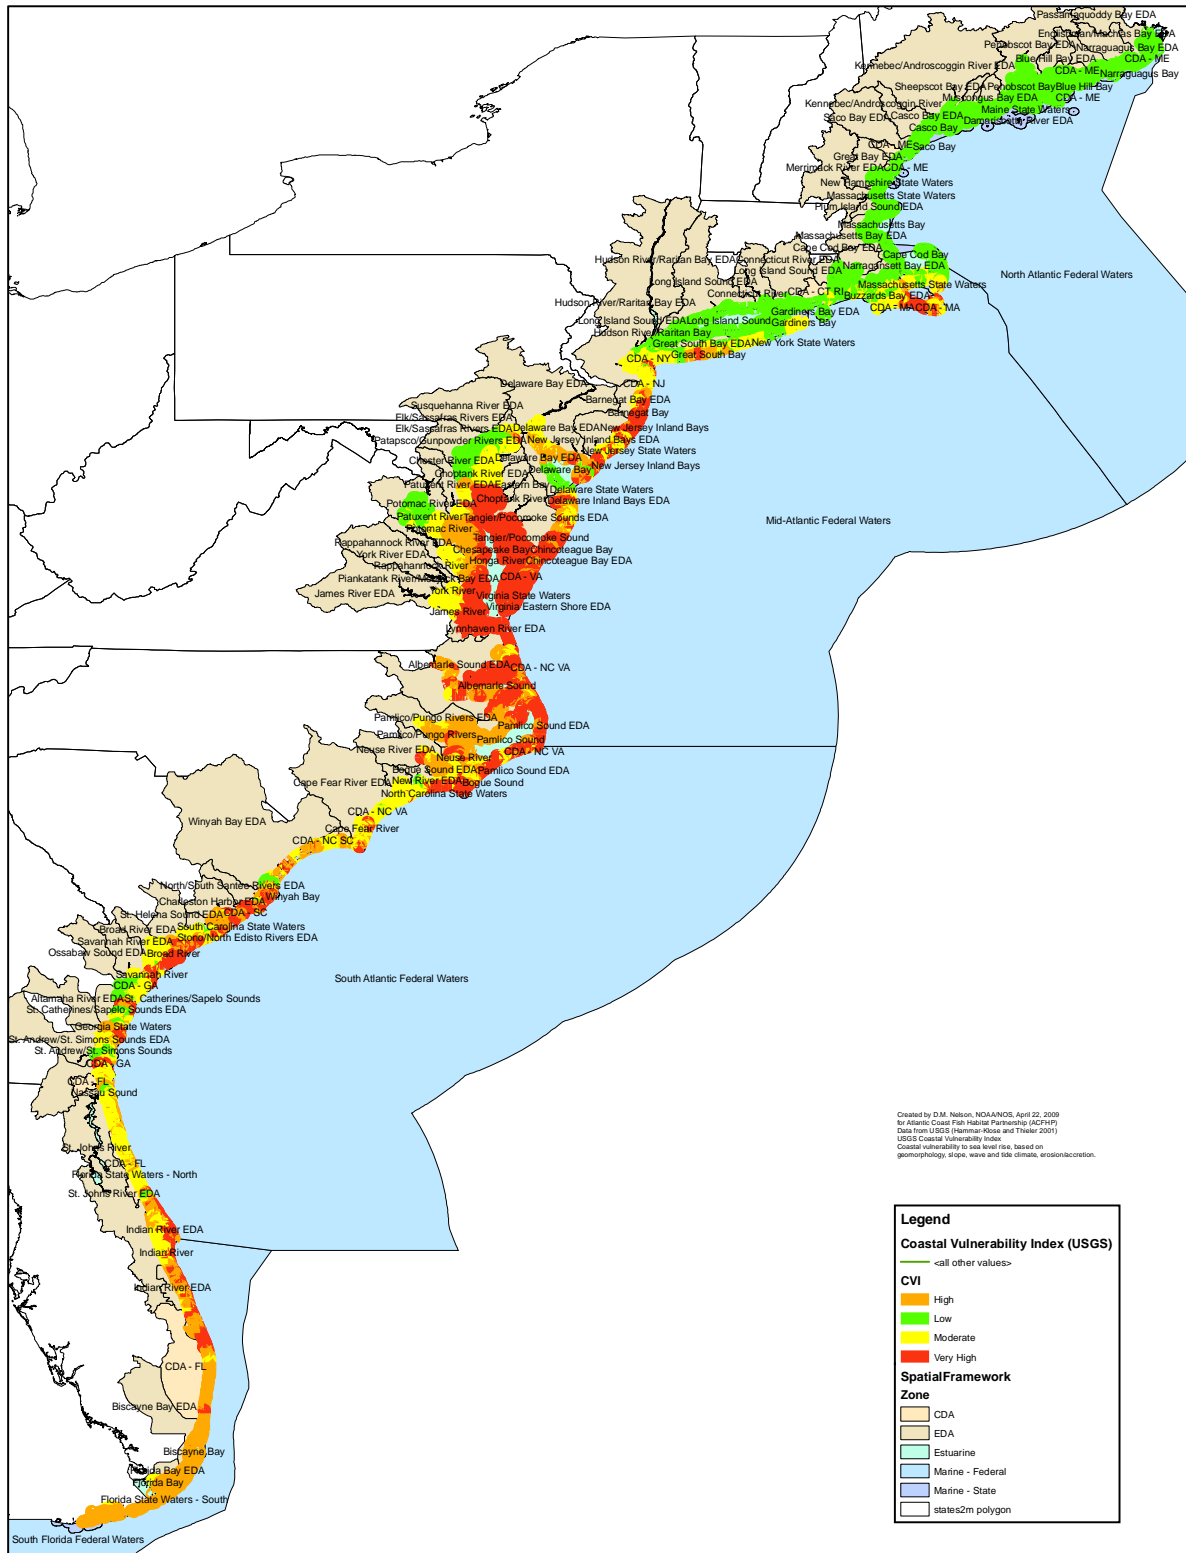 Passamaquoddy Bay EDA
Englishman/Machias Bay EDA
Penobscot Bay EDA
Narraguagus Bay EDA
Blue Hill Bay EDA
CDA - ME
Kennebec/Androscoggin River EDA
CDA - ME
Narraguagus Bay
Sheepscot Bay EDA
Penobscot Bay
Blue Hill Bay
Muscongus Bay EDA
CDA - ME
Kennebec/Androscoggin River
Maine State Waters
Saco Bay EDA
Casco Bay EDA
Damariscotta River EDA
Casco Bay
CDA - ME
Saco Bay
Great Bay EDA
Merrimack River EDA
CDA - ME
New Hampshire State Waters
Massachusetts State Waters
Plum Island Sound EDA
Massachusetts Bay
Massachusetts Bay EDA
Cape Cod Bay EDA
Cape Cod Bay
Hudson River/Raritan Bay EDA
Connecticut River EDA
Narragansett Bay EDA
Long Island Sound EDA
North Atlantic Federal Waters
Long Island Sound EDA
Massachusetts State Waters
Connecticut River
CDA - CT RI
Buzzards Bay EDA
Hudson River/Raritan Bay EDA
CDA - MA
CDA - MA
Gardiners Bay EDA
Long Island Sound EDA
Long Island Sound
Gardiners Bay
Hudson River/Raritan Bay
Great South Bay EDA
New York State Waters
CDA - NY
Great South Bay
Delaware Bay EDA
CDA - NJ
Susquehanna River EDA
Barnegat Bay EDA
Elk/Sassafras Rivers EDA
Barnegat Bay
Elk/Sassafras Rivers EDA
Delaware Bay EDA
New Jersey Inland Bays
Patapsco/Gunpowder Rivers EDA
New Jersey Inland Bays EDA
New Jersey State Waters
Chester River EDA
Delaware Bay EDA
New Jersey Inland Bays
Choptank River EDA
Delaware Bay
Patuxent River EDA
Eastern Bay
Delaware State Waters
Potomac River EDA
Choptank River
Delaware Inland Bays EDA
Patuxent River
Tangier/Pocomoke Sounds EDA
Mid-Atlantic Federal Waters
Potomac River
Tangier/Pocomoke Sound
Rappahannock River EDA
Chesapeake Bay
Chincoteague Bay
York River EDA
Honga River
Chincoteague Bay EDA
Rappahannock River
Piankatank River/Mobjack Bay EDA
CDA - VA
James River EDA
York River
Virginia State Waters
James River
Virginia Eastern Shore EDA
Lynnhaven River EDA
Albemarle Sound EDA
CDA - NC VA
Albemarle Sound
Pamlico/Pungo Rivers EDA
Pamlico Sound EDA
Pamlico/Pungo Rivers
Pamlico Sound
Neuse River EDA
CDA - NC VA
Neuse River
Bogue Sound EDA
Pamlico Sound EDA
Cape Fear River EDA
New River EDA
Bogue Sound
North Carolina State Waters
CDA - NC VA
Winyah Bay EDA
Cape Fear River
CDA - NC SC
North/South Santee Rivers EDA
Winyah Bay
Charleston Harbor EDA
St. Helena Sound EDA
CDA - SC
Broad River EDA
South Carolina State Waters
Savannah River EDA
Stono/North Edisto Rivers EDA
Ossabaw Sound EDA
Broad River
Savannah River
South Atlantic Federal Waters
CDA - GA
Altamaha River EDA
St. Catherines/Sapelo Sounds
St. Catherines/Sapelo Sounds EDA
Georgia State Waters
St. Andrew/St. Simons Sounds EDA
St. Andrew/St. Simons Sounds
CDA - GA
CDA - FL
Nassau Sound
St. Johns River
CDA - FL
Florida State Waters - North
St. Johns River EDA
Indian River EDA
Indian River
Indian River EDA
CDA - FL
Biscayne Bay EDA
Biscayne Bay
Florida Bay EDA
Florida Bay
Florida State Waters - South
South Florida Federal Waters
Created by D.M. Nelson, NOAA/NOS, April 22, 2009
for Atlantic Coast Fish Habitat Partnership (ACFHP)
Data from USGS (Hammar-Klose and Thieler 2001)
USGS Coastal Vulnerability Index
Coastal vulnerability to sea level rise, based on
geomorphology, slope, wave and tide climate, erosion/accretion.
Legend
Coastal Vulnerability Index (USGS)
<all other values>
CVI
High
Low
Moderate
Very High
SpatialFramework
Zone
CDA
EDA
Estuarine
Marine - Federal
Marine - State
states2m polygon